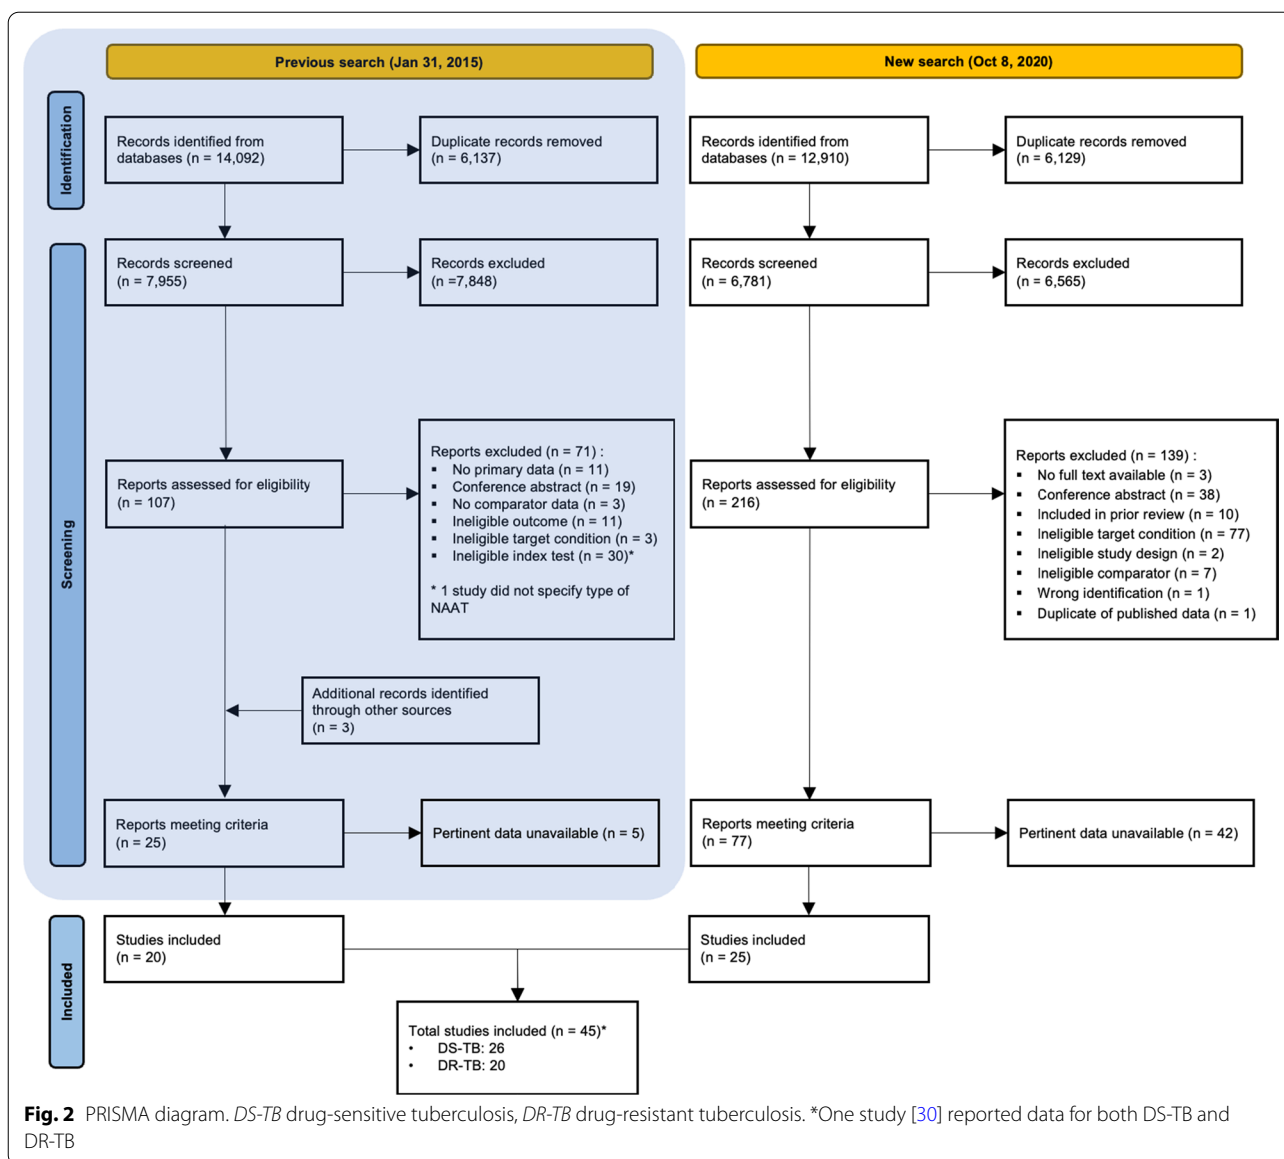 Previous search (Jan 31, 2015)
New search (Oct 8, 2020)
Identification
Records identified from
databases (n = 14,092)
Duplicate records removed
(n = 6,137)
Records identified from
databases (n = 12,910)
Duplicate records removed
(n = 6,129)
Screening
Records screened
(n = 7,955)
Records excluded
(n =7,848)
Records screened
(n = 6,781)
Records excluded
(n = 6,565)
Reports assessed for eligibility
(n = 107)
Reports excluded (n = 71) :
▪ No primary data (n = 11)
▪ Conference abstract (n = 19)
▪ No comparator data (n = 3)
▪ Ineligible outcome (n = 11)
▪ Ineligible target condition (n = 3)
▪ Ineligible index test (n = 30)*
* 1 study did not specify type of
NAAT
Reports assessed for eligibility
(n = 216)
Reports excluded (n = 139) :
▪ No full text available (n = 3)
▪ Conference abstract (n = 38)
▪ Included in prior review (n = 10)
▪ Ineligible target condition (n = 77)
▪ Ineligible study design (n = 2)
▪ Ineligible comparator (n = 7)
▪ Wrong identification (n = 1)
▪ Duplicate of published data (n = 1)
Additional records identified
through other sources
(n = 3)
Reports meeting criteria
(n = 25)
Pertinent data unavailable (n = 5)
Reports meeting criteria
(n = 77)
Pertinent data unavailable (n = 42)
Included
Studies included
(n = 20)
Studies included
(n = 25)
Total studies included (n = 45)*
• DS-TB: 26
• DR-TB: 20
Fig. 2 PRISMA diagram. DS-TB drug-sensitive tuberculosis, DR-TB drug-resistant tuberculosis. *One study [30] reported data for both DS-TB and
DR-TB